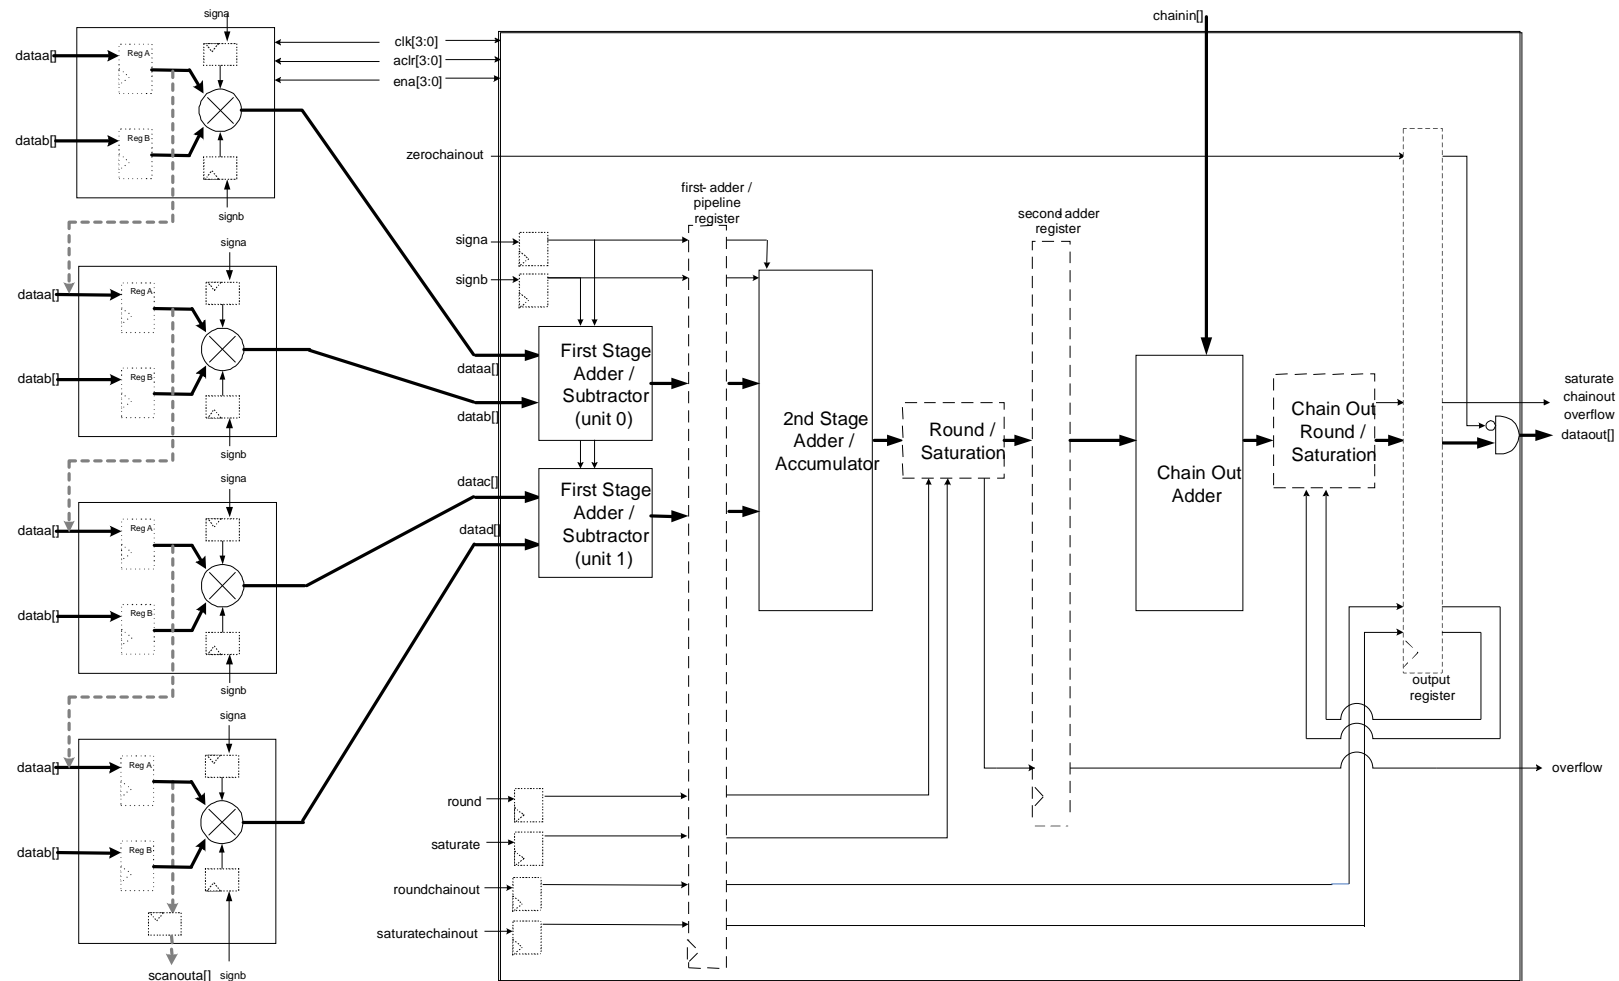 signa
chainin[]
dataa[]
Reg A
clk[3:0]
aclr[3:0]
ena[3:0]
datab[]
Reg B
zerochainout
signb
first- adder /
pipeline
register
second adder
register
signa
signb
signa
dataa[]
Reg A
datab[]
Reg B
signb
dataa[]
datab[]
First Stage
Adder /
Subtractor
(unit 0)
2nd Stage
Adder /
Accumulator
Round /
Saturation
Chain Out
Adder
Chain Out
Round /
Saturation
saturate
chainout
overflow
dataout[]
signa
dataa[]
Reg A
datab[]
Reg B
signb
datac[]
datad[]
First Stage
Adder /
Subtractor
(unit 1)
output
register
signa
dataa[]
Reg A
datab[]
Reg B
scanouta[]
signb
overflow
round
saturate
roundchainout
saturatechainout